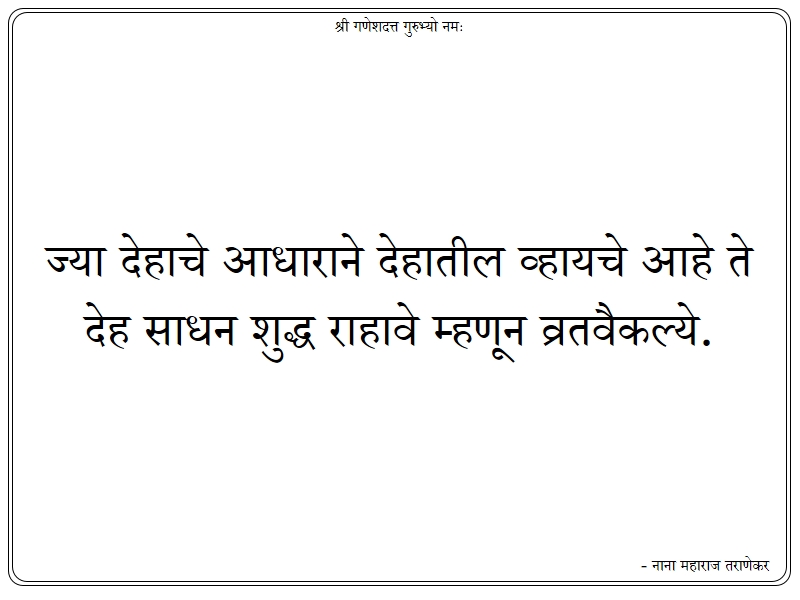 श्री गणेशदत्त गुरुभ्यो नमः
ज्या देहाचे आधाराने देहातील व्हायचे आहे ते
देह साधन शुद्ध राहावे म्हणून व्रतवैकल्ये.
- नाना महाराज तराणेकर